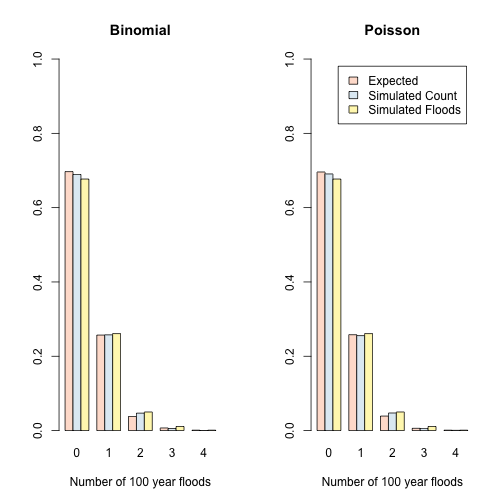 Binomial
0.0 0.2 0.4 0.6 0.8 1.0
0 1 2 3 4
Number of 100 year floods
Poisson
Expected
Simulated Count
Simulated Floods
0.0 0.2 0.4 0.6 0.8 1.0
0 1 2 3 4
Number of 100 year floods